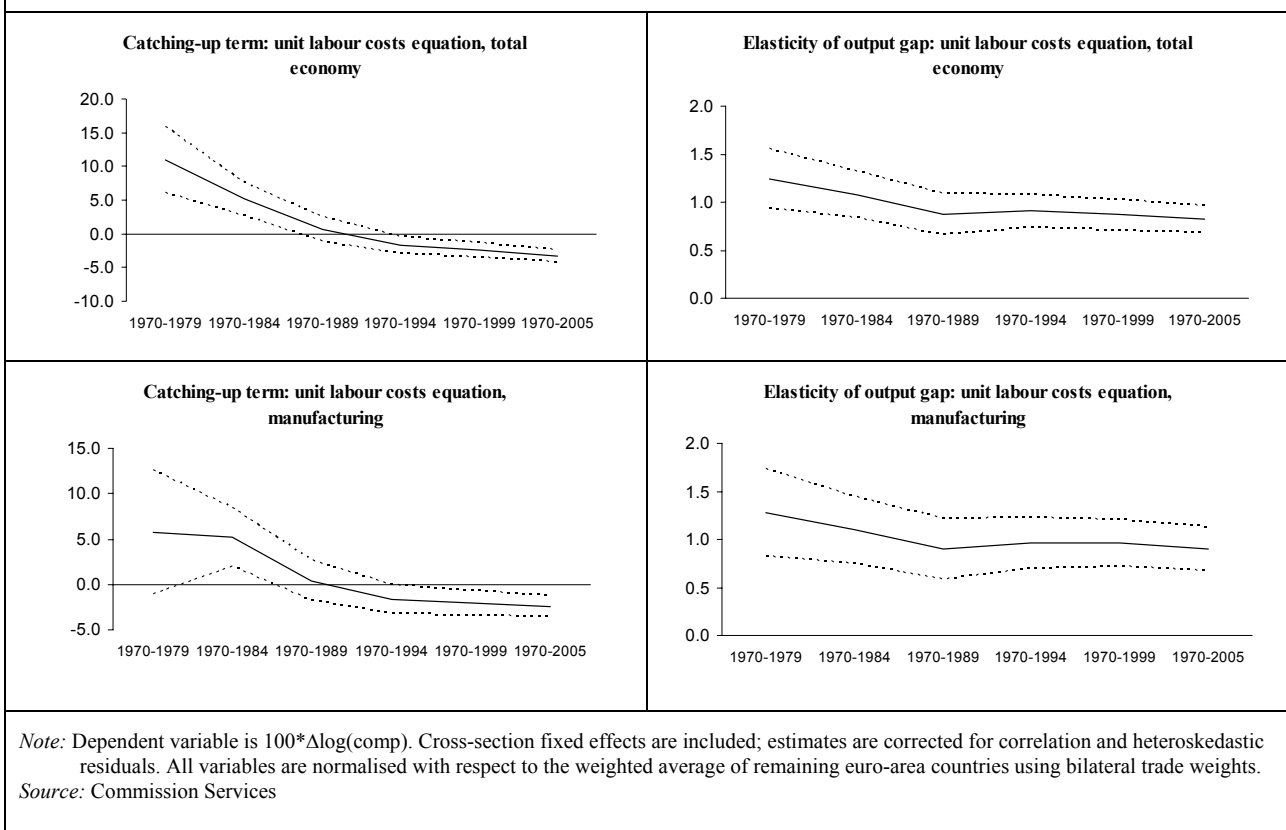 Catching-up term: unit labour costs equation, total
economy
20.0
15.0
10.0
5.0
0.0
-5.0
-10.0
1970-1979 1970-1984 1970-1989 1970-1994 1970-1999 1970-2005
Elasticity of output gap: unit labour costs equation, total
economy
2.0
1.5
1.0
0.5
0.0
1970-1979 1970-1984 1970-1989 1970-1994 1970-1999 1970-2005
Catching-up term: unit labour costs equation,
manufacturing
15.0
10.0
5.0
0.0
-5.0
1970-1979 1970-1984 1970-1989 1970-1994 1970-1999 1970-2005
Elasticity of output gap: unit labour costs equation,
manufacturing
2.0
1.5
1.0
0.5
0.0
1970-1979 1970-1984 1970-1989 1970-1994 1970-1999 1970-2005
Note: Dependent variable is 100*Δlog(comp). Cross-section fixed effects are included; estimates are corrected for correlation and heteroskedastic
residuals. All variables are normalised with respect to the weighted average of remaining euro-area countries using bilateral trade weights.
Source: Commission Services